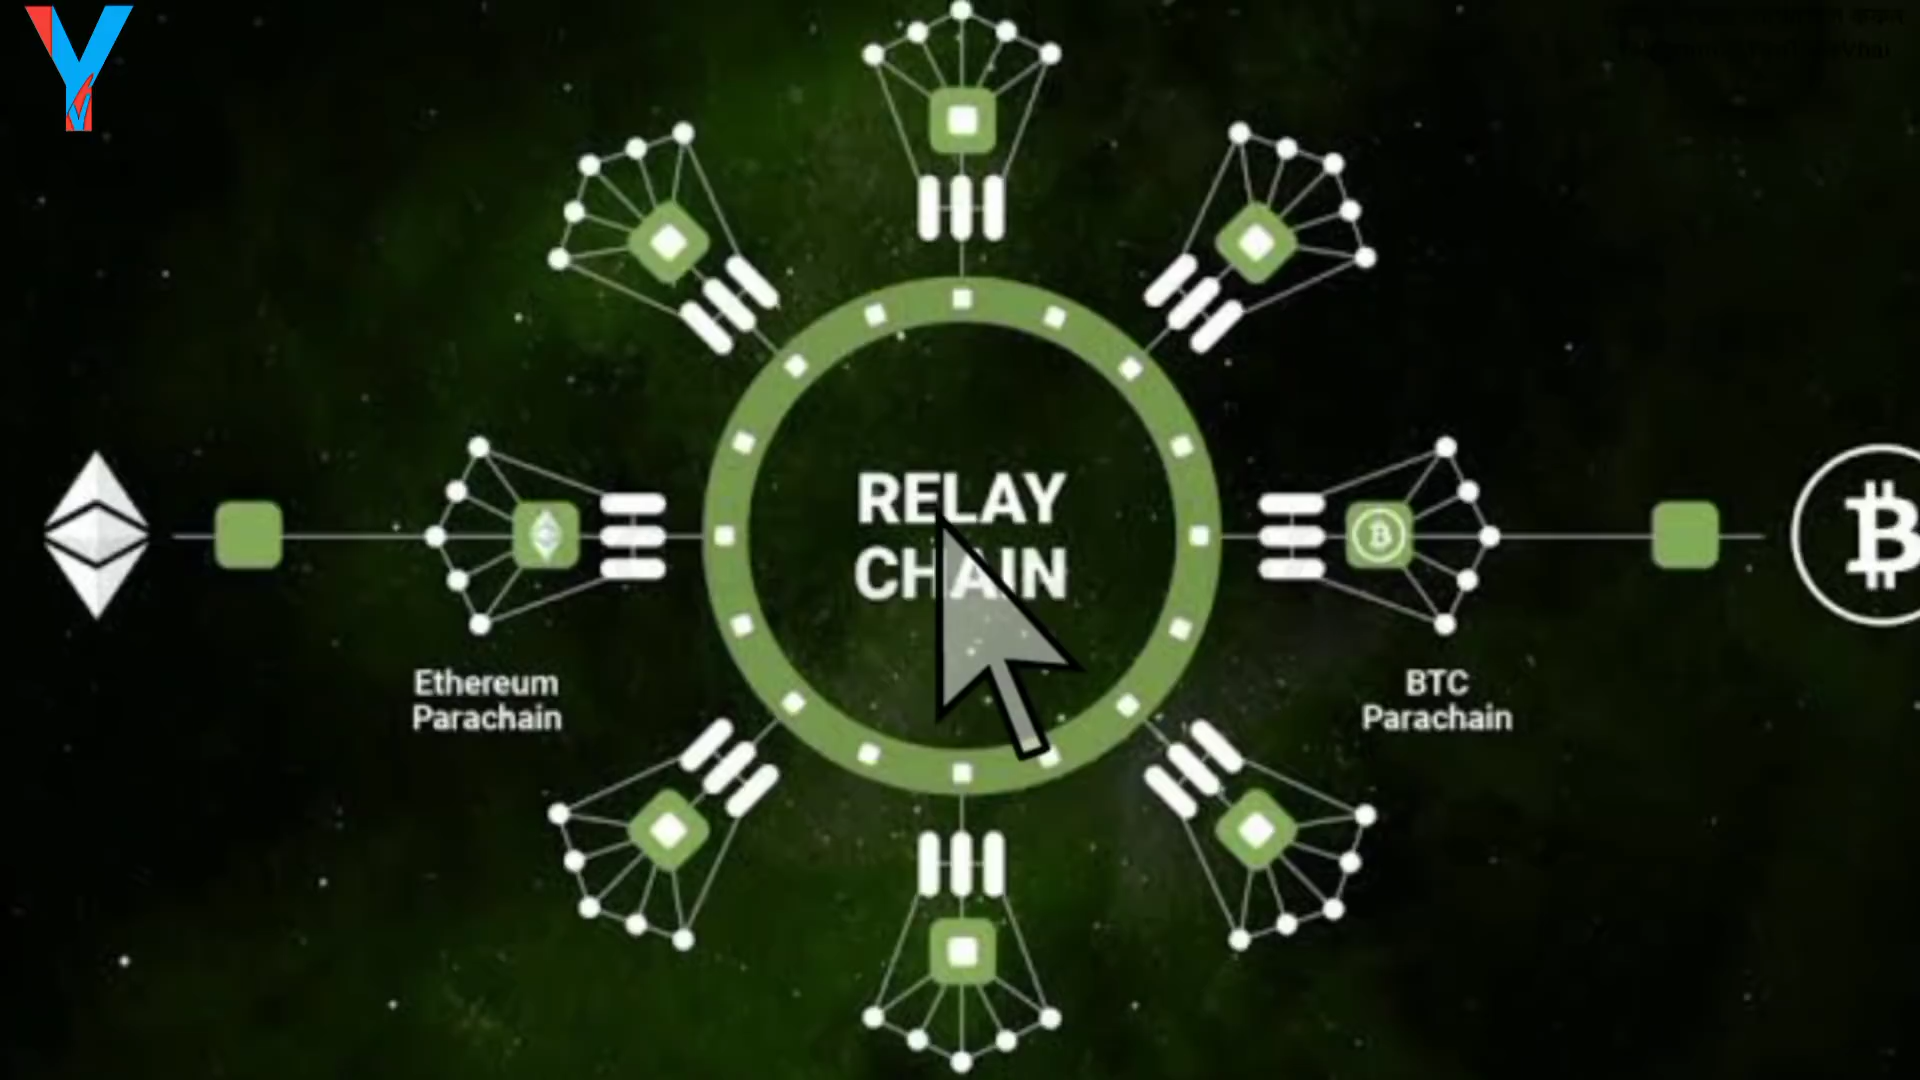 RELAY
CHAIN
Ethereum
Parachain
BTC
Parachain